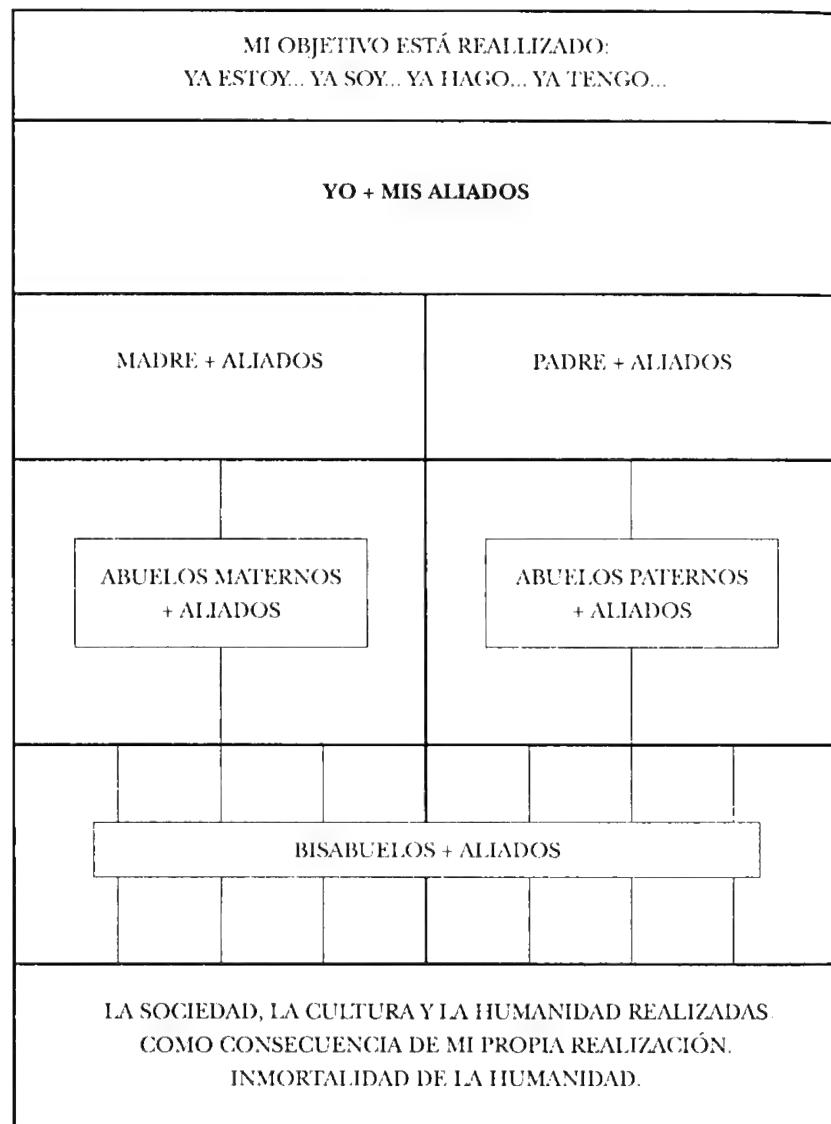 MI OBJETIVO ESTÁ REALLIZADO:
YA ESTOY... YA SOY... YA HAGO... YA TENGO...
YO + MIS ALIADOS
MADRE + ALIADOS
PADRE + ALIADOS
ABUELOS MATERNOS
+ ALIADOS
ABUELOS PATERNOS
+ ALIADOS
BISABUELOS + ALIADOS
LA SOCIEDAD, LA CULTURA Y LA HUMANIDAD REALIZADAS
COMO CONSECUENCIA DE MI PROPIA REALIZACIÓN.
INMORTALIDAD DE LA HUMANIDAD.